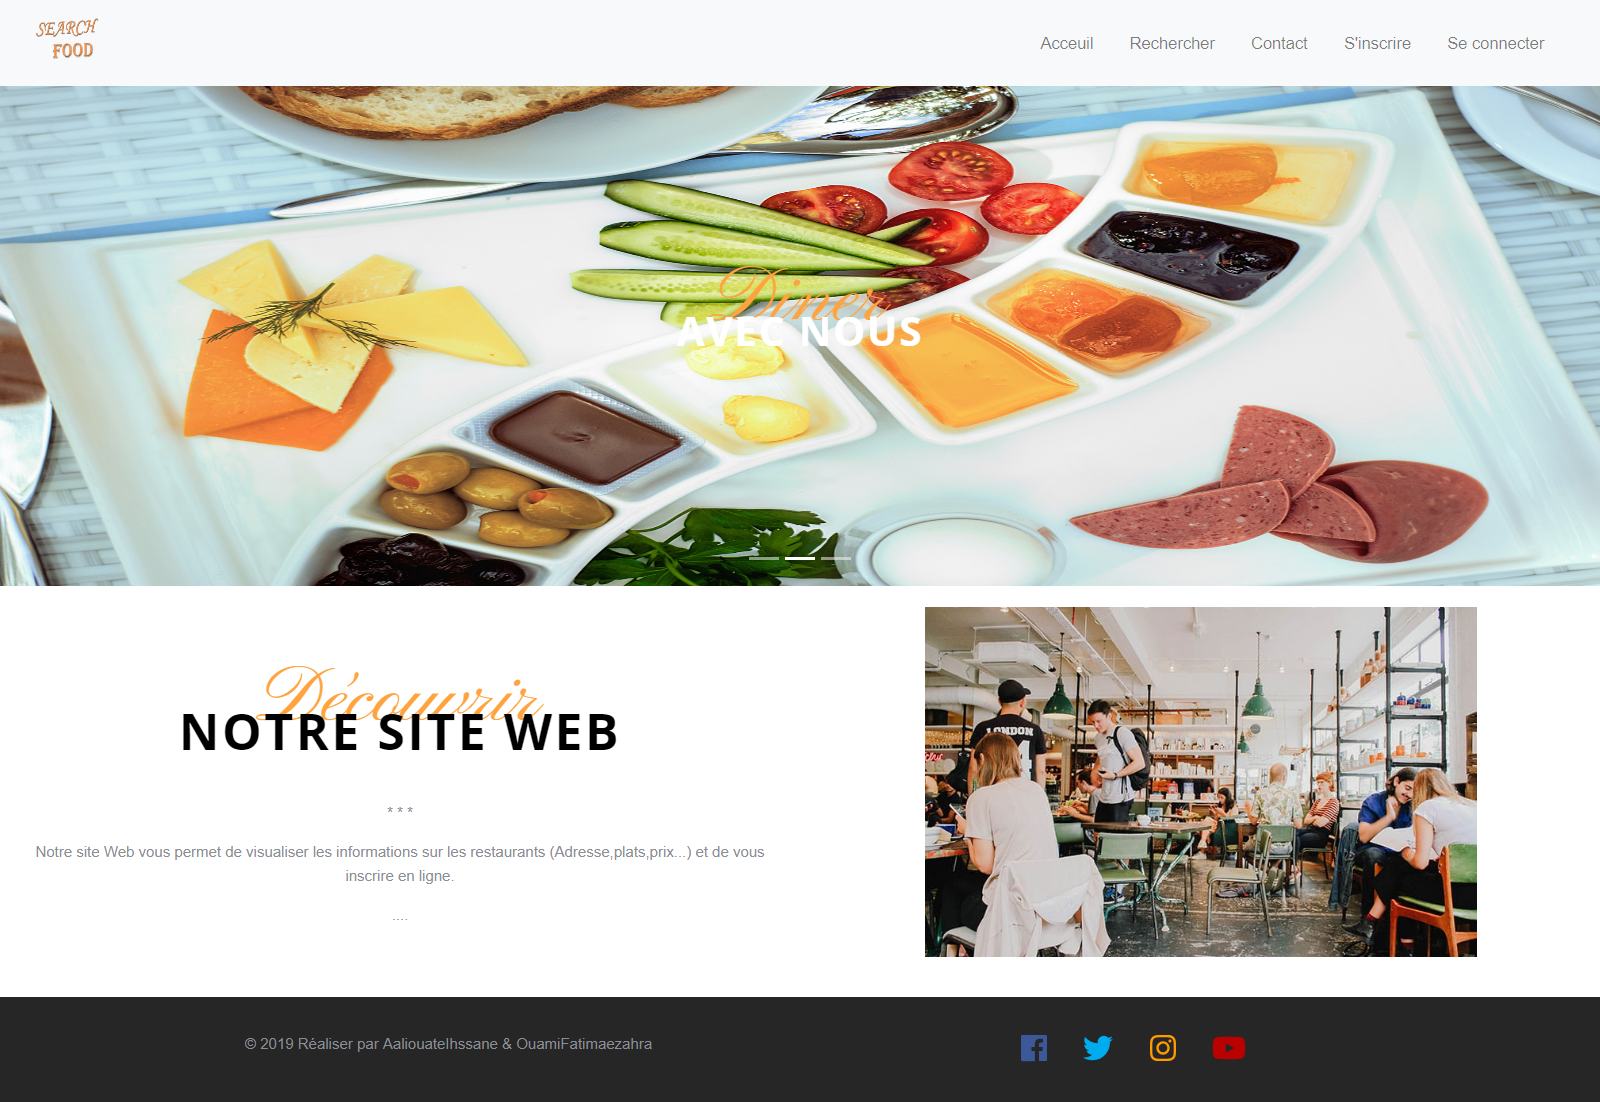 SEARCH
FOOD
Acceuil
Rechercher
Contact
S'inscrire
Se connecter
Diner
AVEC NOUS
Découvrir
NOTRE SITE WEB
* * *
Notre site Web vous permet de visualiser les informations sur les restaurants (Adresse,plats,prix...) et de vous
inscrire en ligne.
....
LONDON
© 2019 Réaliser par AaliouateIhssane & OuamiFatimaezahra